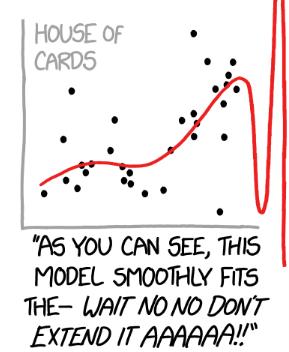 HOUSE OF
CARDS
"AS YOU CAN SEE, THIS
MODEL SMOOTHLY FITS
THE– WAIT NO NO DON'T
EXTEND IT AAAAAA!!"